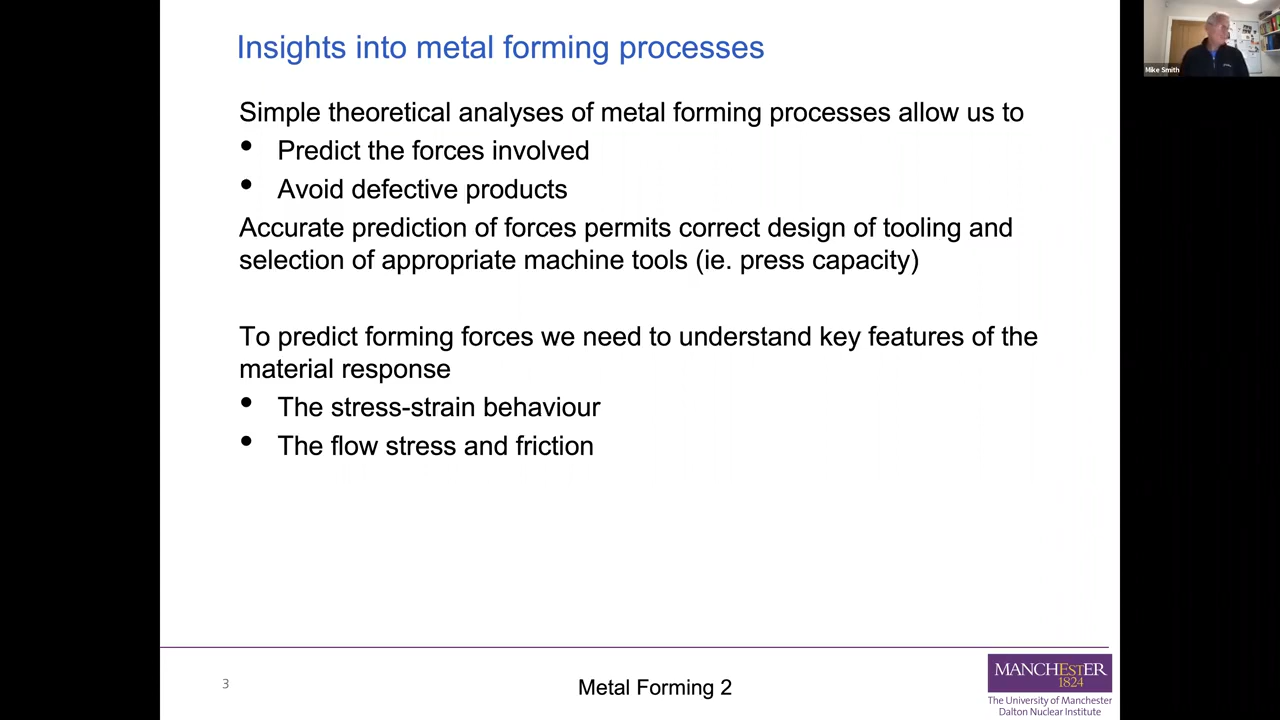 Insights into metal forming processes
Mike Smith
Simple theoretical analyses of metal forming processes allow us to
• Predict the forces involved
• Avoid defective products
Accurate prediction of forces permits correct design of tooling and
selection of appropriate machine tools (ie. press capacity)
To predict forming forces we need to understand key features of the
material response
• The stress-strain behaviour
• The flow stress and friction
3
Metal Forming 2
MANCHESTER
1824
The University of Manchester
Dalton Nuclear Institute